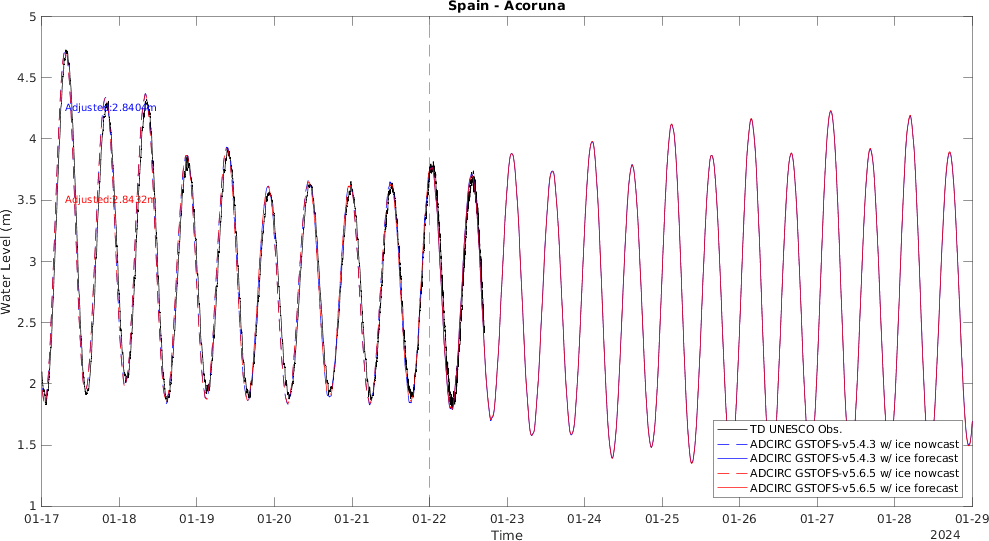 Spain - Acoruna
5
4.5
4
3.5
3
2.5
2
1.5
1
Water Level (m)
Adjusted:2.8404m
Adjusted:2.8432m
TD UNESCO Obs.
ADCIRC GSTOFS-v5.4.3 w/ ice nowcast
ADCIRC GSTOFS-v5.4.3 w/ ice forecast
ADCIRC GSTOFS-v5.6.5 w/ ice nowcast
ADCIRC GSTOFS-v5.6.5 w/ ice forecast
01-17 01-18 01-19 01-20 01-21 01-22 01-23 01-24 01-25 01-26 01-27 01-28 01-29
Time
2024